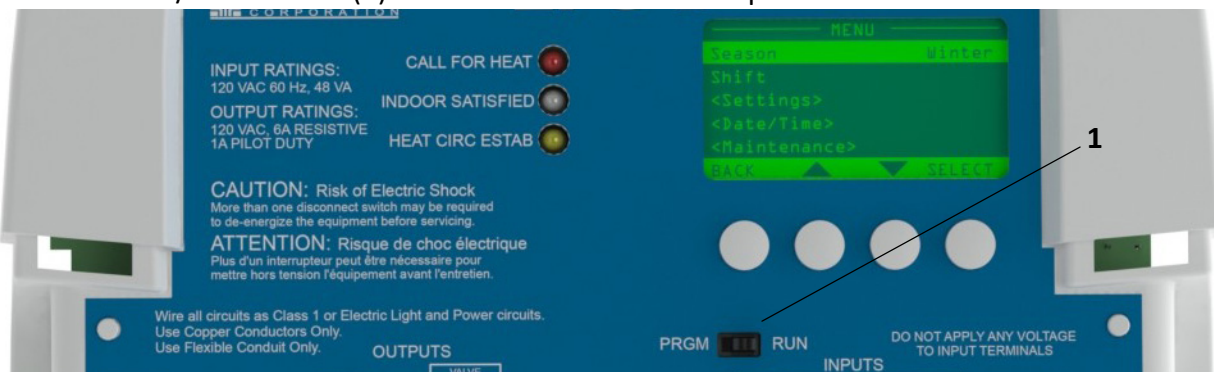 CORPORATION
INPUT RATINGS:
120 VAC 60 Hz, 48 VA
OUTPUT RATINGS:
120 VAC, 6A RESISTIVE
1A PILOT DUTY
CALL FOR HEAT
INDOOR SATISFIED
HEAT CIRC ESTAB
CAUTION: Risk of Electric Shock
More than one disconnect switch may be required
to de-energize the equipment before servicing.
ATTENTION: Risque de choc électrique
Plus d'un interrupteur peut être nécessaire pour
mettre hors tension l'équipement avant l'entretien.
MENU
Season Winter
Shift
<Settings>
<Date/Time>
<Maintenance>
BACK SELECT
1
Wire all circuits as Class 1 or Electric Light and Power circuits.
Use Copper Conductors Only.
Use Flexible Conduit Only.
OUTPUTS
VALVE
PRGM RUN
INPUTS
DO NOT APPLY ANY VOLTAGE
TO INPUT TERMINALS